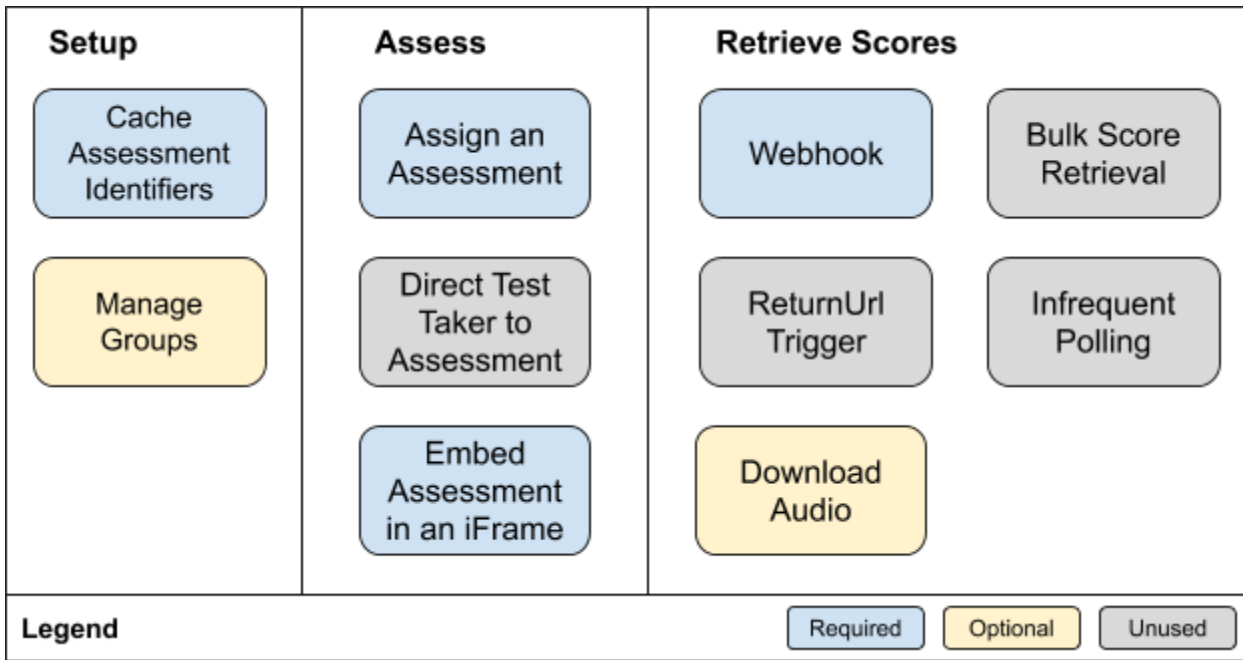 Setup
Cache
Assessment
Identifiers
Manage
Groups
Assess
Assign an
Assessment
Direct Test
Taker to
Assessment
Embed
Assessment
in an iFrame
Retrieve Scores
Webhook
Bulk Score
Retrieval
ReturnUrl
Trigger
Infrequent
Polling
Download
Audio
Legend
Required
Optional
Unused